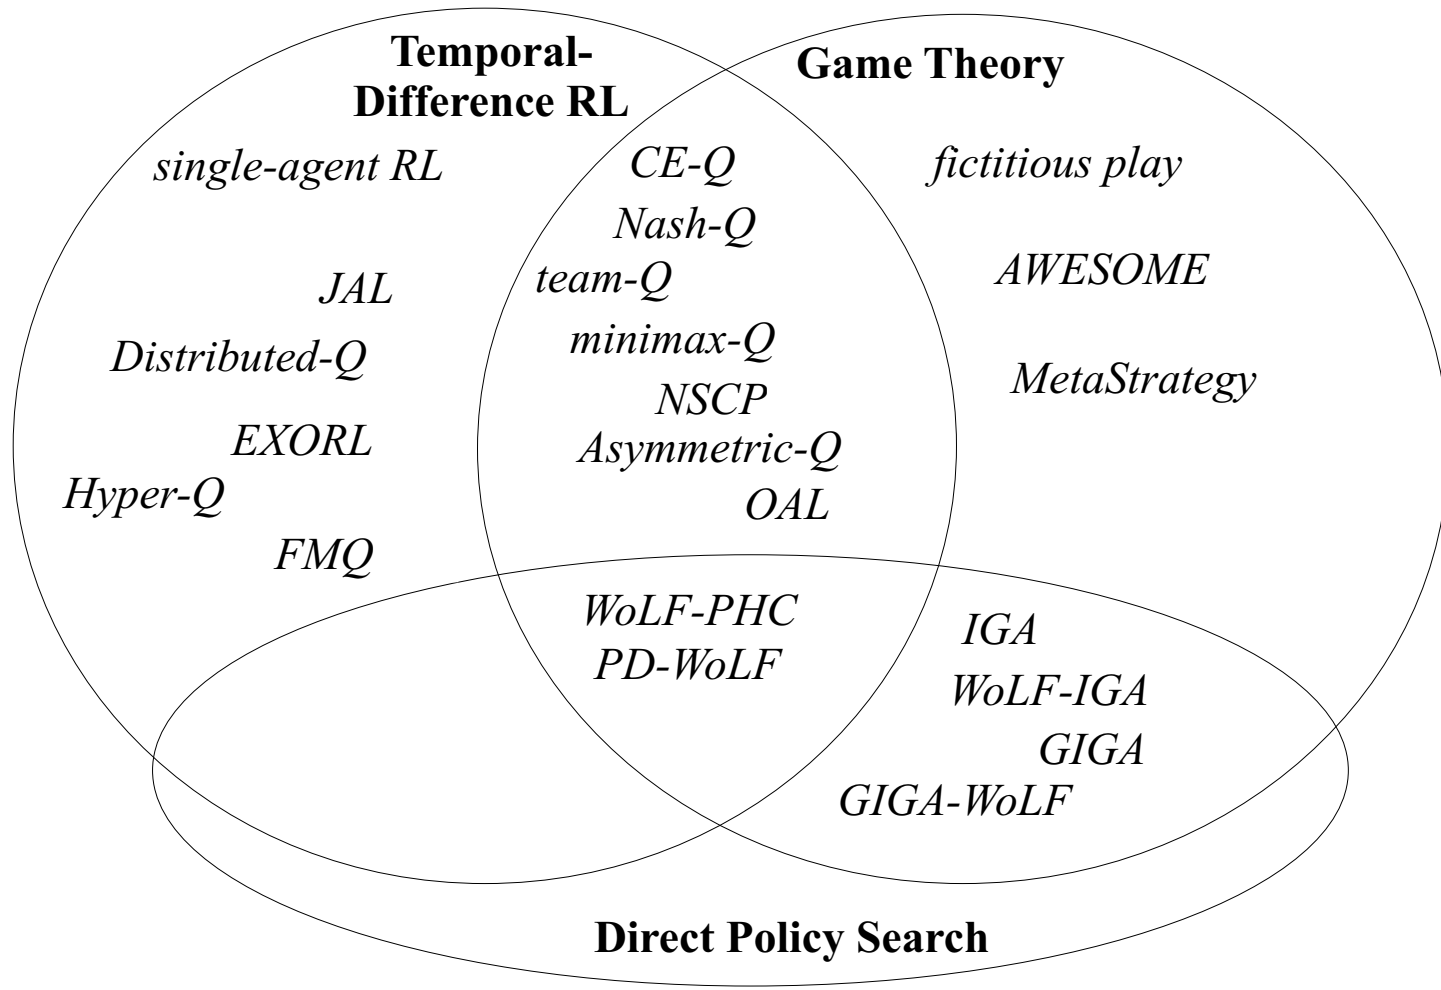 Temporal-
Difference RL
Game Theory
single-agent RL
CE-Q
fictitious play
Nash-Q
JAL
team-Q
AWESOME
Distributed-Q
minimax-Q
MetaStrategy
NSCP
EXORL
Asymmetric-Q
Hyper-Q
OAL
FMQ
WoLF-PHC
IGA
PD-WoLF
WoLF-IGA
GIGA
GIGA-WoLF
Direct Policy Search